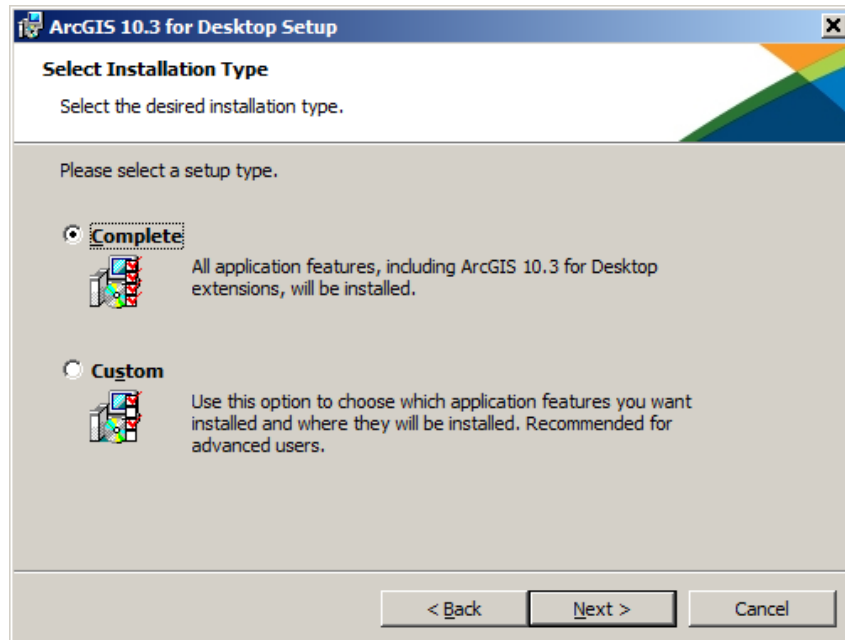 ArcGIS 10.3 for Desktop Setup
Select Installation Type
Select the desired installation type.
Please select a setup type.
Complete
All application features, including ArcGIS 10.3 for Desktop
extensions, will be installed.
Custom
Use this option to choose which application features you want
installed and where they will be installed. Recommended for
advanced users.
< Back
Next >
Cancel